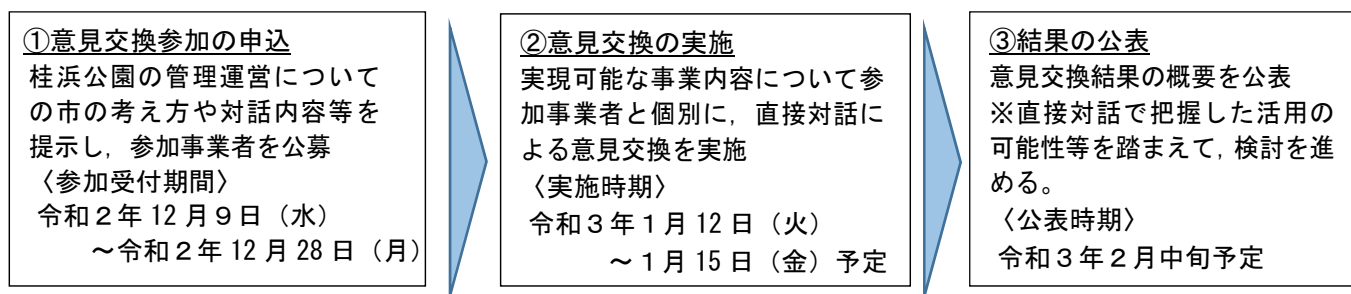 ①意見交換参加の申込
桂浜公園の管理運営について
の市の考え方や対話内容等を
提示し，参加事業者を公募
〈参加受付期間〉
令和２年 12 月９日（水）
～令和２年 12 月 28 日（月）
②意見交換の実施
実現可能な事業内容について参
加事業者と個別に，直接対話に
よる意見交換を実施
〈実施時期〉
令和３年１月 12 日（火）
～１月 15 日（金）予定
③結果の公表
意見交換結果の概要を公表
※直接対話で把握した活用の
可能性等を踏まえて，検討を進
める。
〈公表時期〉
令和３年２月中旬予定